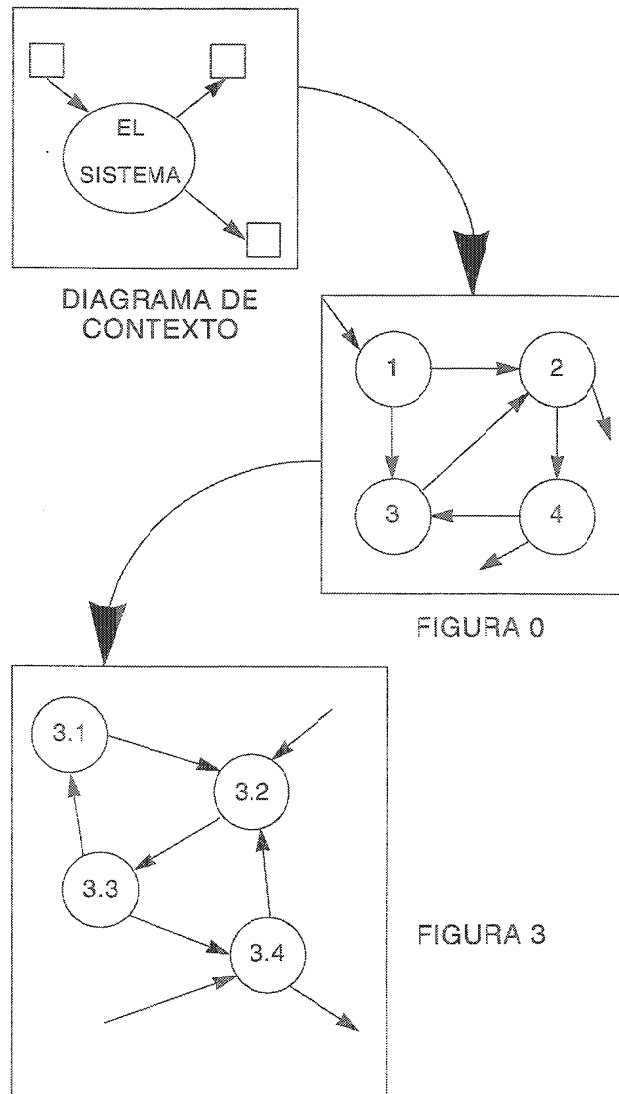 EL
SISTEMA
DIAGRAMA DE
CONTEXTO
1
2
3
4
FIGURA 0
3.1
3.2
3.3
3.4
FIGURA 3